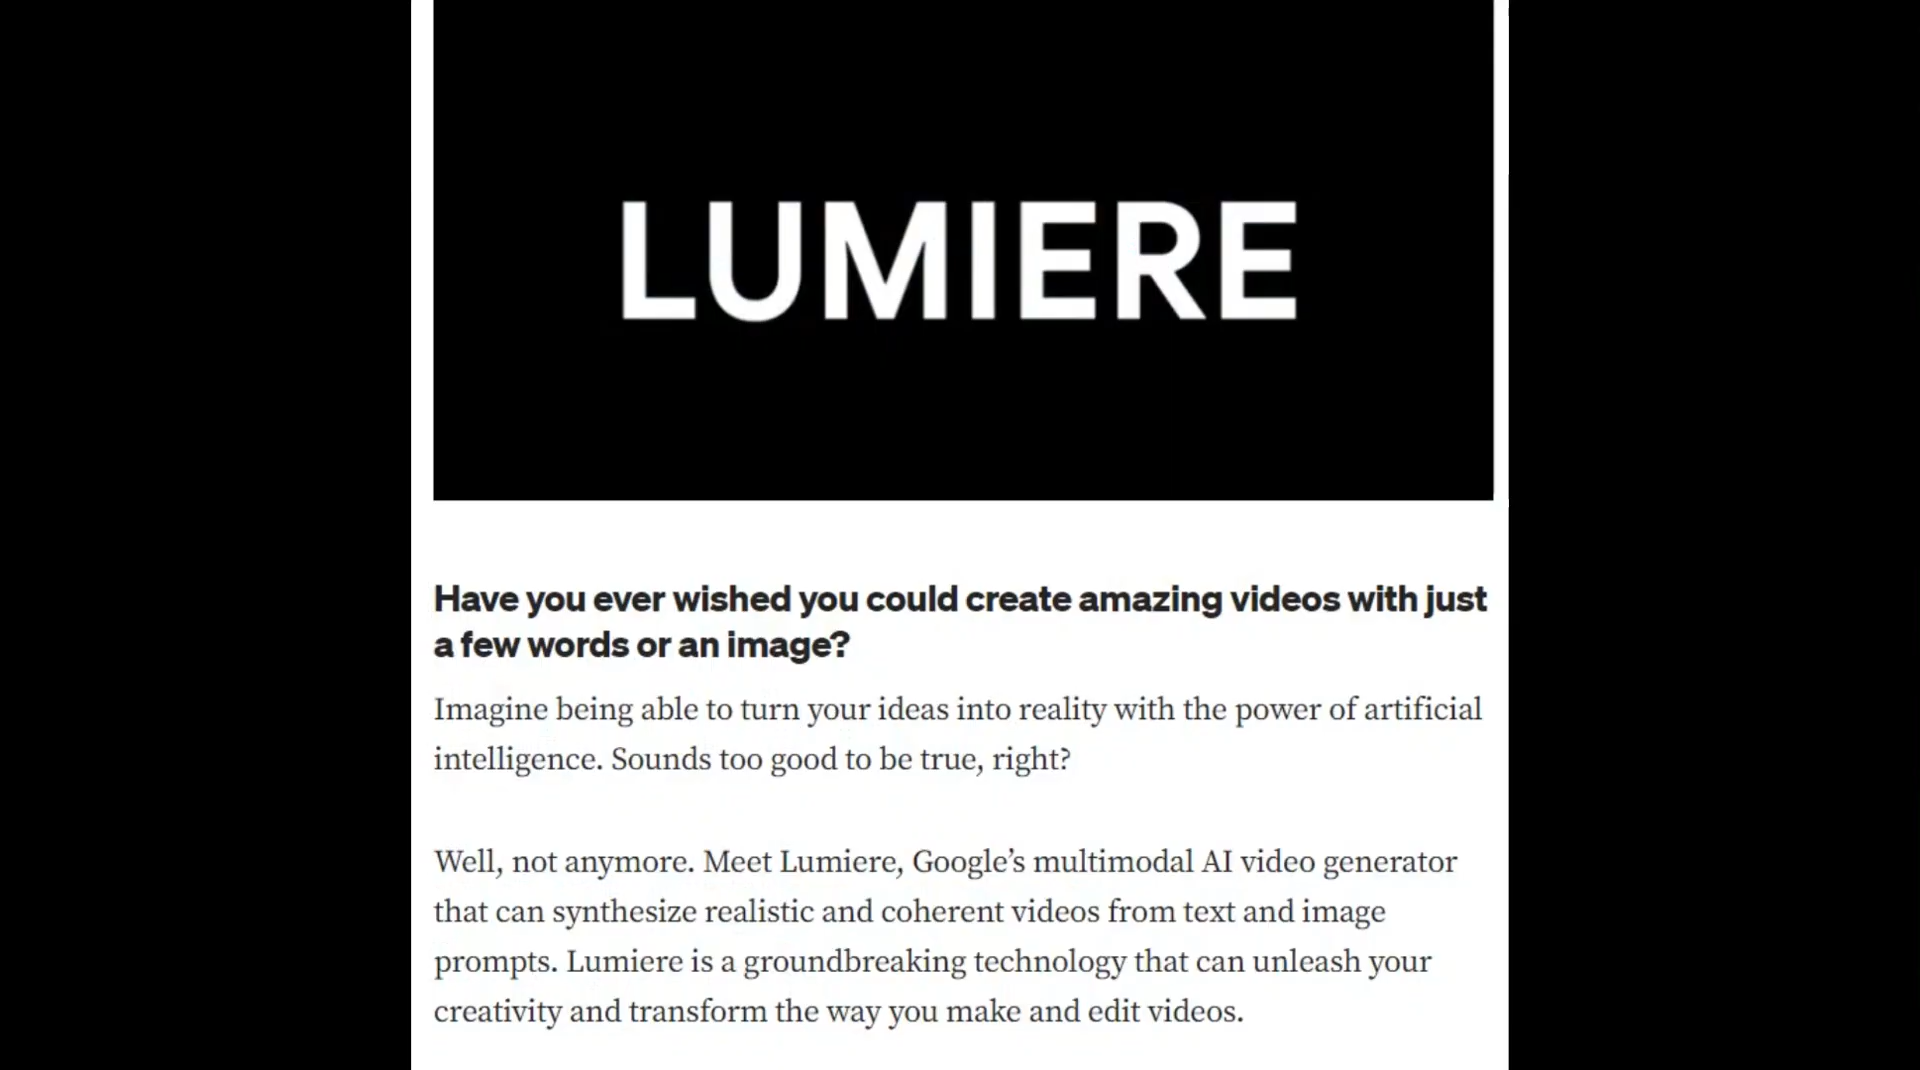 LUMIERE
Have you ever wished you could create amazing videos with just
a few words or an image?
Imagine being able to turn your ideas into reality with the power of artificial
intelligence. Sounds too good to be true, right?
Well, not anymore. Meet Lumiere, Google’s multimodal AI video generator
that can synthesize realistic and coherent videos from text and image
prompts. Lumiere is a groundbreaking technology that can unleash your
creativity and transform the way you make and edit videos.